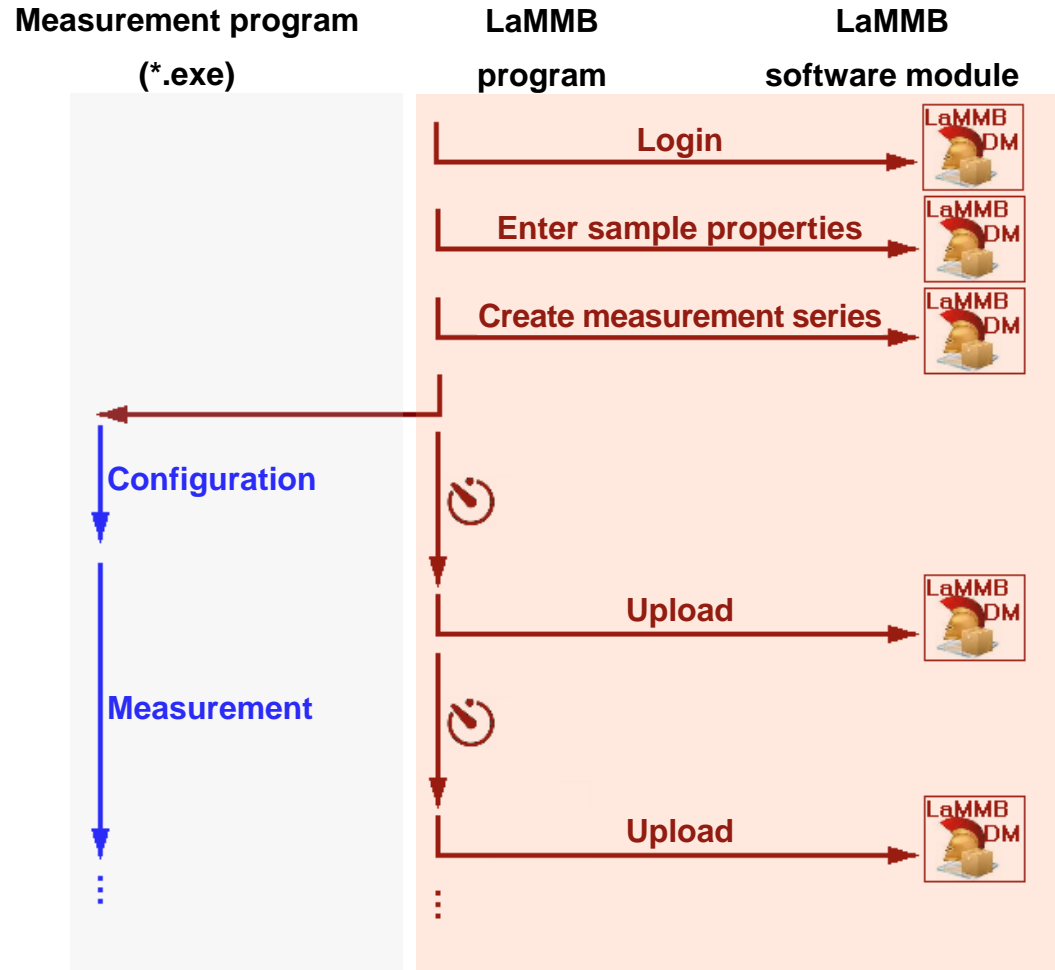 Measurement program
(*.exe)
LaMMB
program
LaMMB
software module
Login
LaMMB
DM
Enter sample properties
LaMMB
DM
Create measurement series
LaMMB
DM
Configuration
Upload
LaMMB
DM
Measurement
Upload
LaMMB
DM
...
...